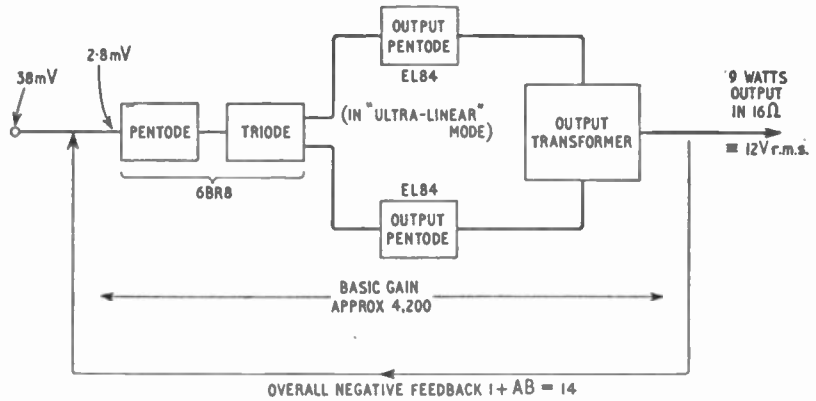 OUTPUT
PENTODE
EL84
38mV
2·8mV
PENTODE
TRIODE
6BR8
(IN "ULTRA-LINEAR"
MODE)
EL84
OUTPUT
PENTODE
OUTPUT
TRANSFORMER
9 WATTS
OUTPUT
IN 16Ω
≡ 12V r.m.s.
BASIC GAIN
APPROX 4,200
OVERALL NEGATIVE FEEDBACK 1 + AB = 14